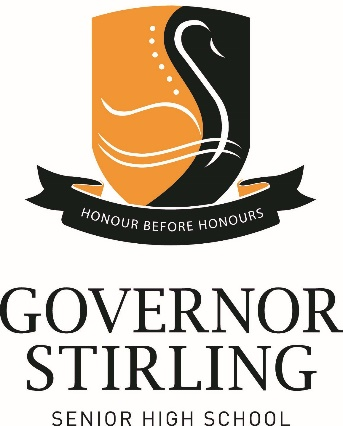 HONOUR BEFORE HONOURS
GOVERNOR
STIRLING
SENIOR HIGH SCHOOL